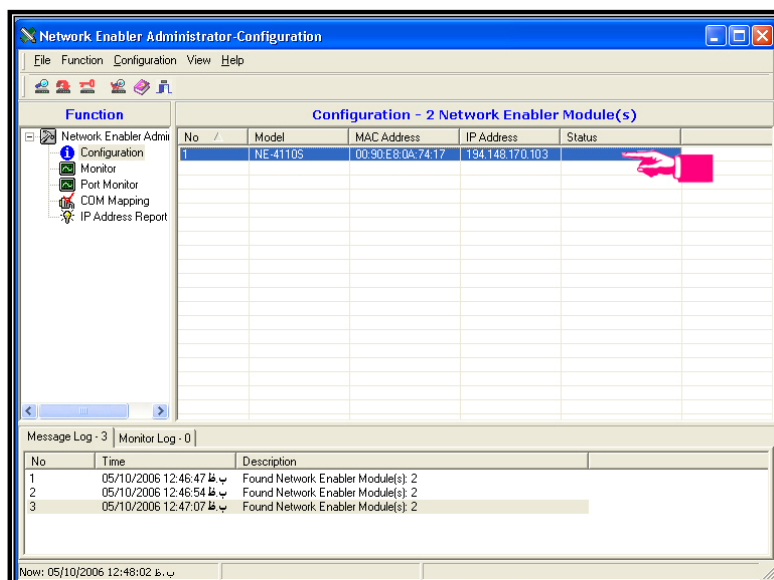 Network Enabler Administrator-Configuration
File Function Configuration View Help
Function
Configuration - 2 Network Enabler Module(s)
Network Enabler Admii
Configuration
Monitor
Port Monitor
COM Mapping
IP Address Report
No Model MAC Address IP Address Status
1 NE-4110S 00:90:E8:0A:74:17 194.148.170.103
Message Log - 3 Monitor Log - 0
No Time Description
1 05/10/2006 12:46:47 ب.ظ Found Network Enabler Module(s): 2
2 05/10/2006 12:46:54 ب.ظ Found Network Enabler Module(s): 2
3 05/10/2006 12:47:07 ب.ظ Found Network Enabler Module(s): 2
Now: 05/10/2006 12:48:02 ب.ظ